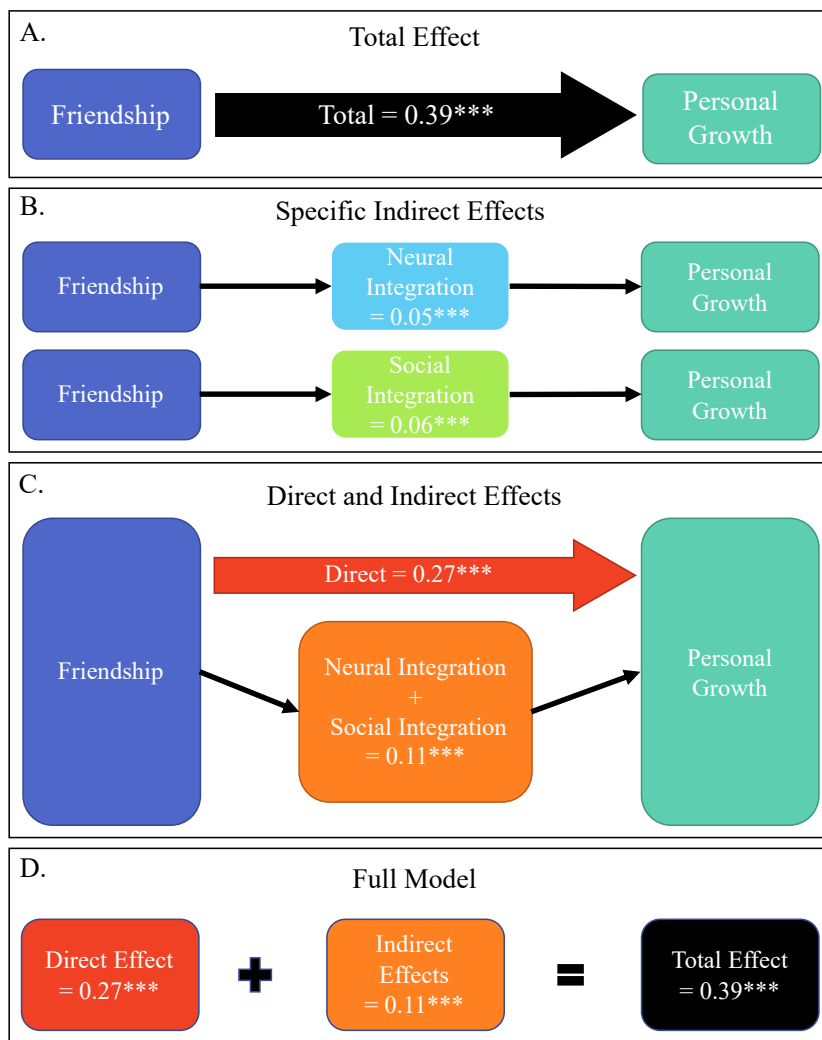 A.
Total Effect
Friendship
Total = 0.39***
Personal
Growth
B.
Specific Indirect Effects
Friendship
Neural
Integration
= 0.05***
Personal
Growth
Friendship
Social
Integration
= 0.06***
Personal
Growth
C.
Direct and Indirect Effects
Direct = 0.27***
Friendship
Neural Integration
+
Social Integration
= 0.11***
Personal
Growth
D.
Full Model
Direct Effect
= 0.27***
+
Indirect
Effects
= 0.11***
=
Total Effect
= 0.39***